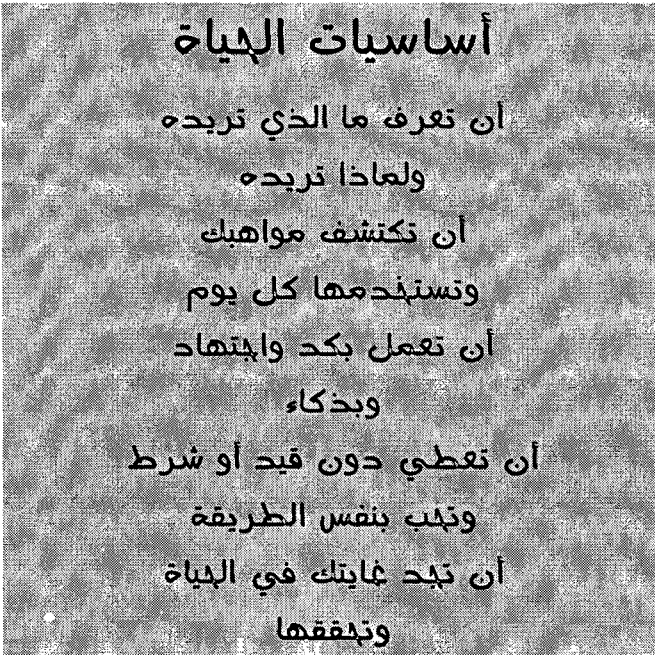 أساسيات الحياة
أن تعرف ما الذي تريده
ولماذا تريده
أن تكتشف مواهبك
وتستخدمها كل يوم
أن تعمل بكد واجتهاد
وبذكاء
أن تعطي دون قيد أو شرط
وتحب بنفس الطريقة
أن تجد غايتك في الحياة
وتحققها